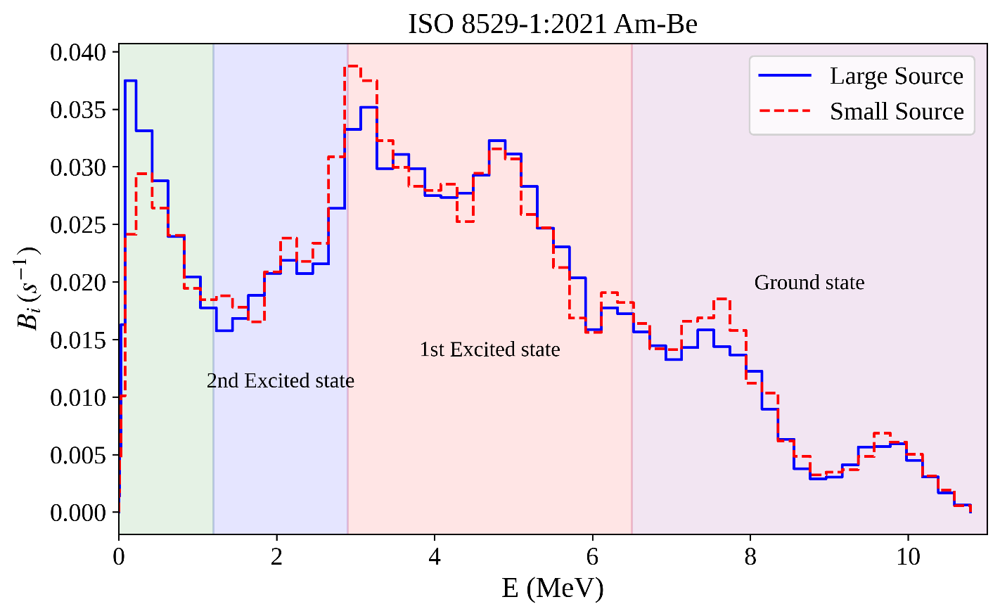 ISO 8529-1:2021 Am-Be
0.040
0.035
0.030
0.025
0.020
0.015
0.010
0.005
0.000
B_i (s^{-1})
Large Source
Small Source
Ground state
1st Excited state
2nd Excited state
0 2 4 6 8 10
E (MeV)